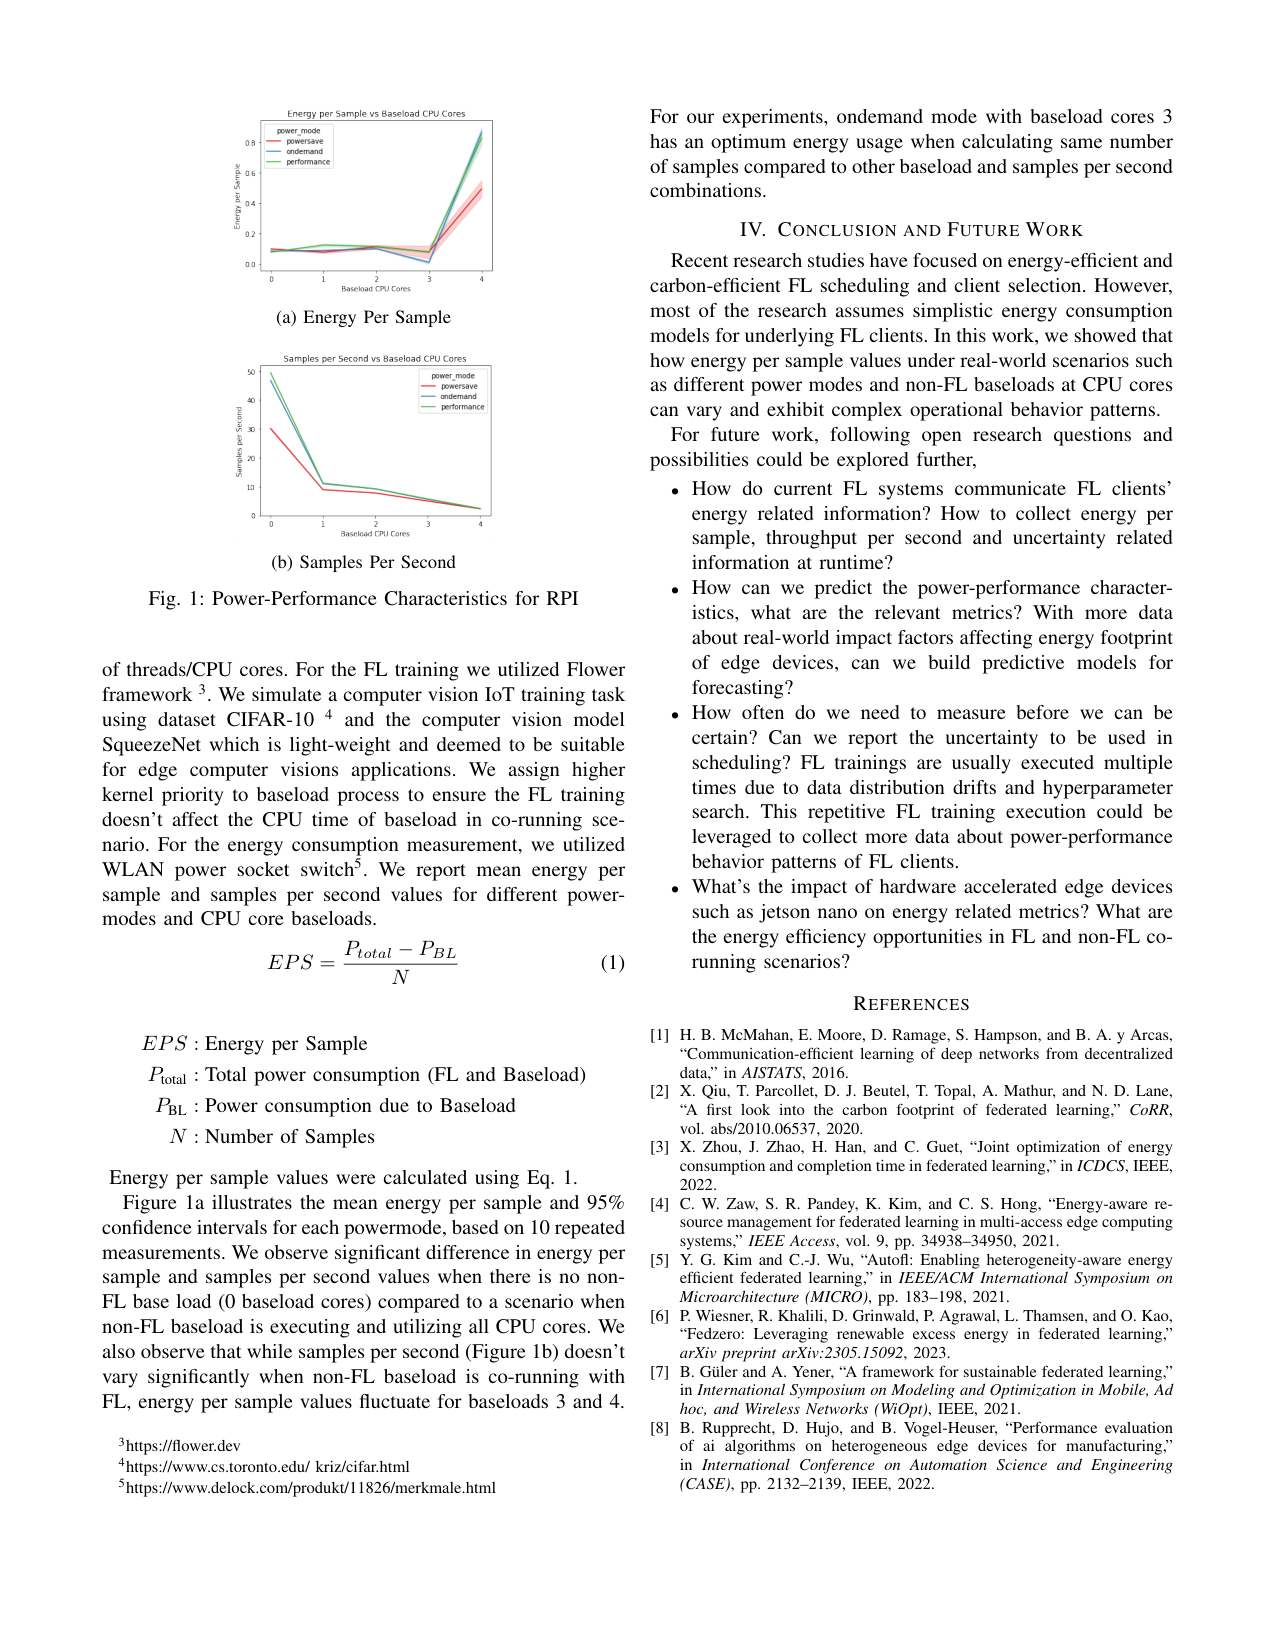 Energy per Sample vs Baseload CPU Cores
power_mode
powersave
ondemand
performance
Energy per Sample
0.8
0.6
0.4
0.2
0.0
0 1 2 3 4
Baseload CPU Cores
(a) Energy Per Sample
Samples per Second vs Baseload CPU Cores
power_mode
powersave
ondemand
performance
Samples per Second
50
40
30
20
10
0
0 1 2 3 4
Baseload CPU Cores
(b) Samples Per Second
Fig. 1: Power-Performance Characteristics for RPI
of threads/CPU cores. For the FL training we utilized Flower
framework 3. We simulate a computer vision IoT training task
using dataset CIFAR-10 4 and the computer vision model
SqueezeNet which is light-weight and deemed to be suitable
for edge computer visions applications. We assign higher
kernel priority to baseload process to ensure the FL training
doesn't affect the CPU time of baseload in co-running sce-
nario. For the energy consumption measurement, we utilized
WLAN power socket switch5. We report mean energy per
sample and samples per second values for different power-
modes and CPU core baseloads.
EPS = (P_total − P_BL) / N (1)
EPS : Energy per Sample
P_total : Total power consumption (FL and Baseload)
P_BL : Power consumption due to Baseload
N : Number of Samples
Energy per sample values were calculated using Eq. 1.
Figure 1a illustrates the mean energy per sample and 95%
confidence intervals for each powermode, based on 10 repeated
measurements. We observe significant difference in energy per
sample and samples per second values when there is no non-
FL base load (0 baseload cores) compared to a scenario when
non-FL baseload is executing and utilizing all CPU cores. We
also observe that while samples per second (Figure 1b) doesn't
vary significantly when non-FL baseload is co-running with
FL, energy per sample values fluctuate for baseloads 3 and 4.
3https://flower.dev
4https://www.cs.toronto.edu/ kriz/cifar.html
5https://www.delock.com/produkt/11826/merkmale.html
For our experiments, ondemand mode with baseload cores 3
has an optimum energy usage when calculating same number
of samples compared to other baseload and samples per second
combinations.
IV. CONCLUSION AND FUTURE WORK
Recent research studies have focused on energy-efficient and
carbon-efficient FL scheduling and client selection. However,
most of the research assumes simplistic energy consumption
models for underlying FL clients. In this work, we showed that
how energy per sample values under real-world scenarios such
as different power modes and non-FL baseloads at CPU cores
can vary and exhibit complex operational behavior patterns.
For future work, following open research questions and
possibilities could be explored further,
• How do current FL systems communicate FL clients'
energy related information? How to collect energy per
sample, throughput per second and uncertainty related
information at runtime?
• How can we predict the power-performance character-
istics, what are the relevant metrics? With more data
about real-world impact factors affecting energy footprint
of edge devices, can we build predictive models for
forecasting?
• How often do we need to measure before we can be
certain? Can we report the uncertainty to be used in
scheduling? FL trainings are usually executed multiple
times due to data distribution drifts and hyperparameter
search. This repetitive FL training execution could be
leveraged to collect more data about power-performance
behavior patterns of FL clients.
• What's the impact of hardware accelerated edge devices
such as jetson nano on energy related metrics? What are
the energy efficiency opportunities in FL and non-FL co-
running scenarios?
REFERENCES
[1] H. B. McMahan, E. Moore, D. Ramage, S. Hampson, and B. A. y Arcas,
“Communication-efficient learning of deep networks from decentralized
data,” in AISTATS, 2016.
[2] X. Qiu, T. Parcollet, D. J. Beutel, T. Topal, A. Mathur, and N. D. Lane,
“A first look into the carbon footprint of federated learning,” CoRR,
vol. abs/2010.06537, 2020.
[3] X. Zhou, J. Zhao, H. Han, and C. Guet, “Joint optimization of energy
consumption and completion time in federated learning,” in ICDCS, IEEE,
2022.
[4] C. W. Zaw, S. R. Pandey, K. Kim, and C. S. Hong, “Energy-aware re-
source management for federated learning in multi-access edge computing
systems,” IEEE Access, vol. 9, pp. 34938–34950, 2021.
[5] Y. G. Kim and C.-J. Wu, “Autofl: Enabling heterogeneity-aware energy
efficient federated learning,” in IEEE/ACM International Symposium on
Microarchitecture (MICRO), pp. 183–198, 2021.
[6] P. Wiesner, R. Khalili, D. Grinwald, P. Agrawal, L. Thamsen, and O. Kao,
“Fedzero: Leveraging renewable excess energy in federated learning,”
arXiv preprint arXiv:2305.15092, 2023.
[7] B. Güler and A. Yener, “A framework for sustainable federated learning,”
in International Symposium on Modeling and Optimization in Mobile, Ad
hoc, and Wireless Networks (WiOpt), IEEE, 2021.
[8] B. Rupprecht, D. Hujo, and B. Vogel-Heuser, “Performance evaluation
of ai algorithms on heterogeneous edge devices for manufacturing,”
in International Conference on Automation Science and Engineering
(CASE), pp. 2132–2139, IEEE, 2022.